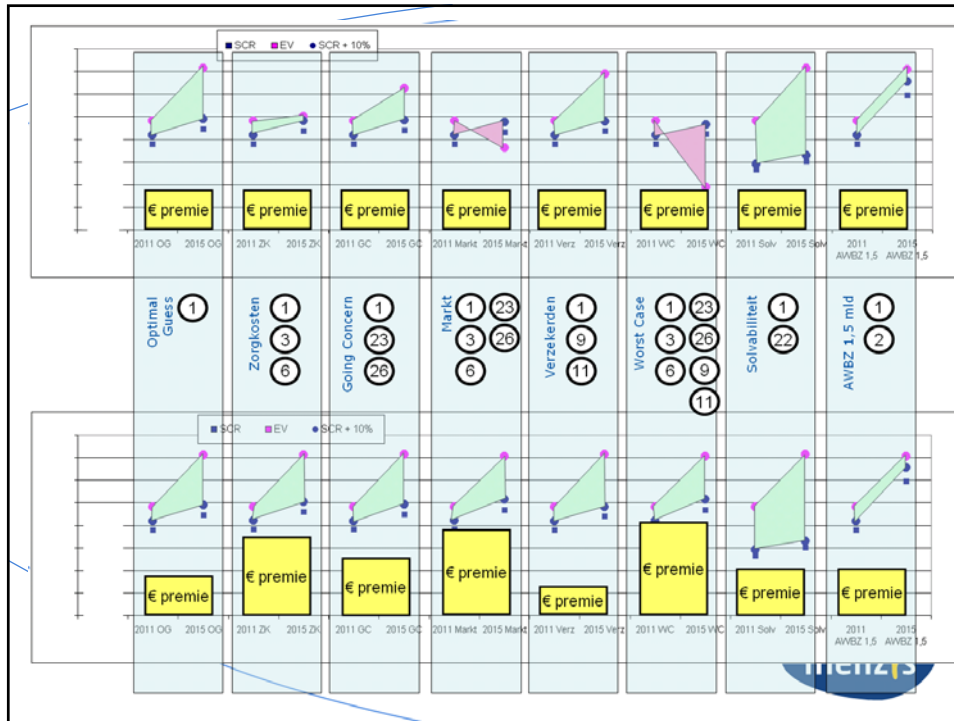 SCR EV SCR + 10%
€ premie € premie € premie € premie € premie € premie € premie € premie
2011 OG 2015 OG 2011 ZK 2015 ZK 2011 GC 2015 GC 2011 Markt 2015 Markt 2011 Verz 2015 Verz 2011 WC 2015 WC 2011 Solv 2015 Solv 2011 AWBZ 1,5 2015 AWBZ 1,5
Optimal Guess
1
Zorgkosten
1
3
6
Going Concern
1
23
26
Markt
1 23
3 26
6
Verzekerden
1
9
11
Worst Case
1 23
3 26
6 9
11
Solvabiliteit
1
22
AWBZ 1,5 mld
1
2
SCR EV SCR + 10%
€ premie € premie € premie € premie € premie € premie € premie € premie
2011 OG 2015 OG 2011 ZK 2015 ZK 2011 GC 2015 GC 2011 Markt 2015 Markt 2011 Verz 2015 Verz 2011 WC 2015 WC 2011 Solv 2015 Solv 2011 AWBZ 1,5 2015 AWBZ 1,5
menzis